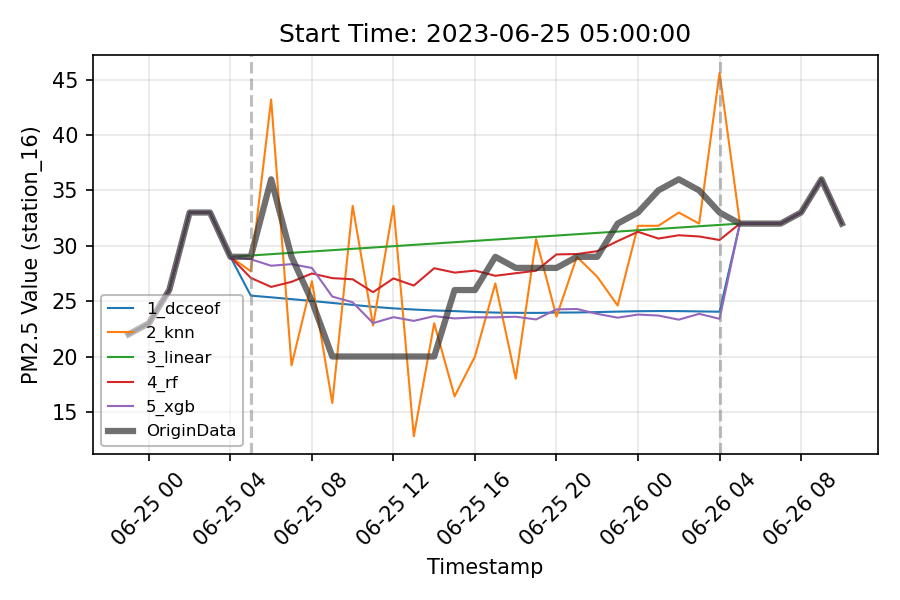 Start Time: 2023-06-25 05:00:00
PM2.5 Value (station_16)
45
40
35
30
25
20
15
1_dcceof
2_knn
3_linear
4_rf
5_xgb
OriginData
06-25 00
06-25 04
06-25 08
06-25 12
06-25 16
06-25 20
06-26 00
06-26 04
06-26 08
Timestamp